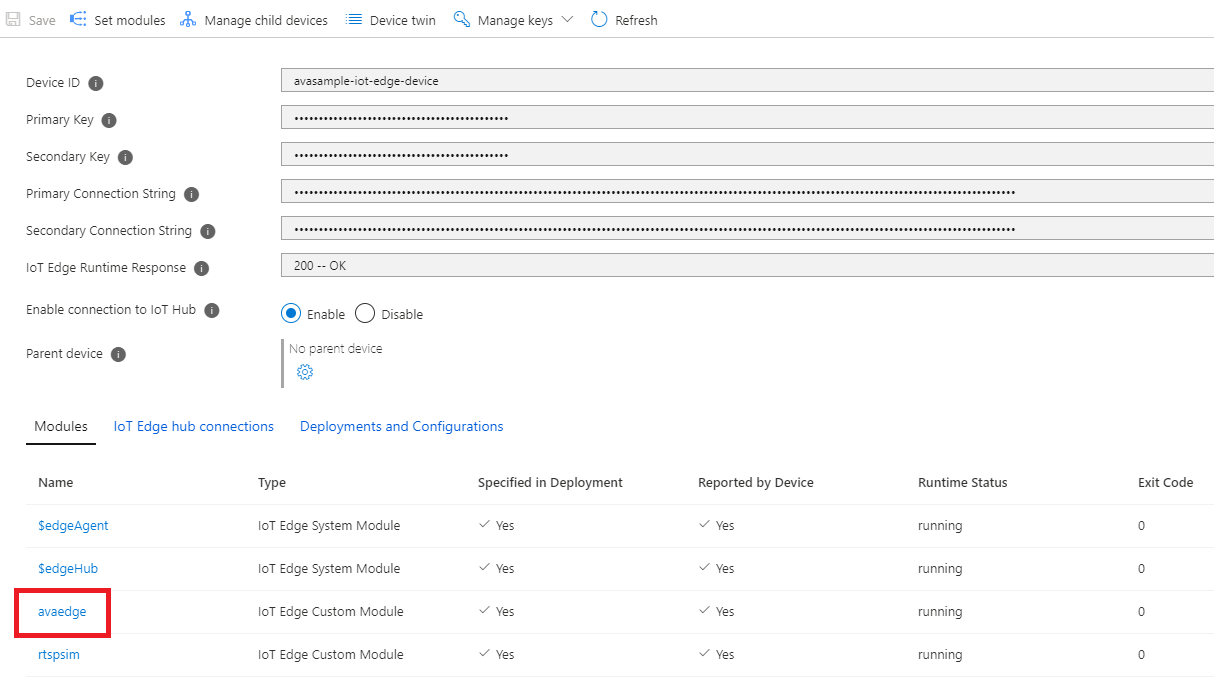 Save Set modules Manage child devices Device twin Manage keys Refresh
Device ID avasample-iot-edge-device
Primary Key ••••••••••••••••••••••••••••••••••••••••••••
Secondary Key ••••••••••••••••••••••••••••••••••••••••••••
Primary Connection String
Secondary Connection String
IoT Edge Runtime Response 200 -- OK
Enable connection to IoT Hub Enable Disable
Parent device No parent device
Modules IoT Edge hub connections Deployments and Configurations
Name Type Specified in Deployment Reported by Device Runtime Status Exit Code
$edgeAgent IoT Edge System Module Yes Yes running 0
$edgeHub IoT Edge System Module Yes Yes running 0
avaedge IoT Edge Custom Module Yes Yes running 0
rtspsim IoT Edge Custom Module Yes Yes running 0